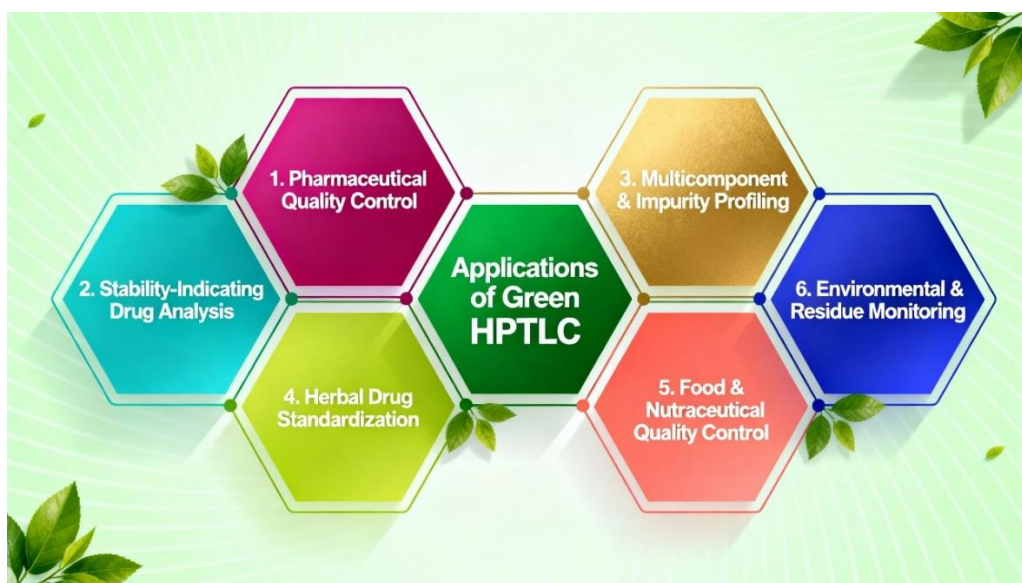 1. Pharmaceutical
Quality Control
2. Stability-Indicating
Drug Analysis
Applications
of Green
HPTLC
3. Multicomponent
& Impurity Profiling
4. Herbal Drug
Standardization
5. Food &
Nutraceutical
Quality Control
6. Environmental &
Residue Monitoring